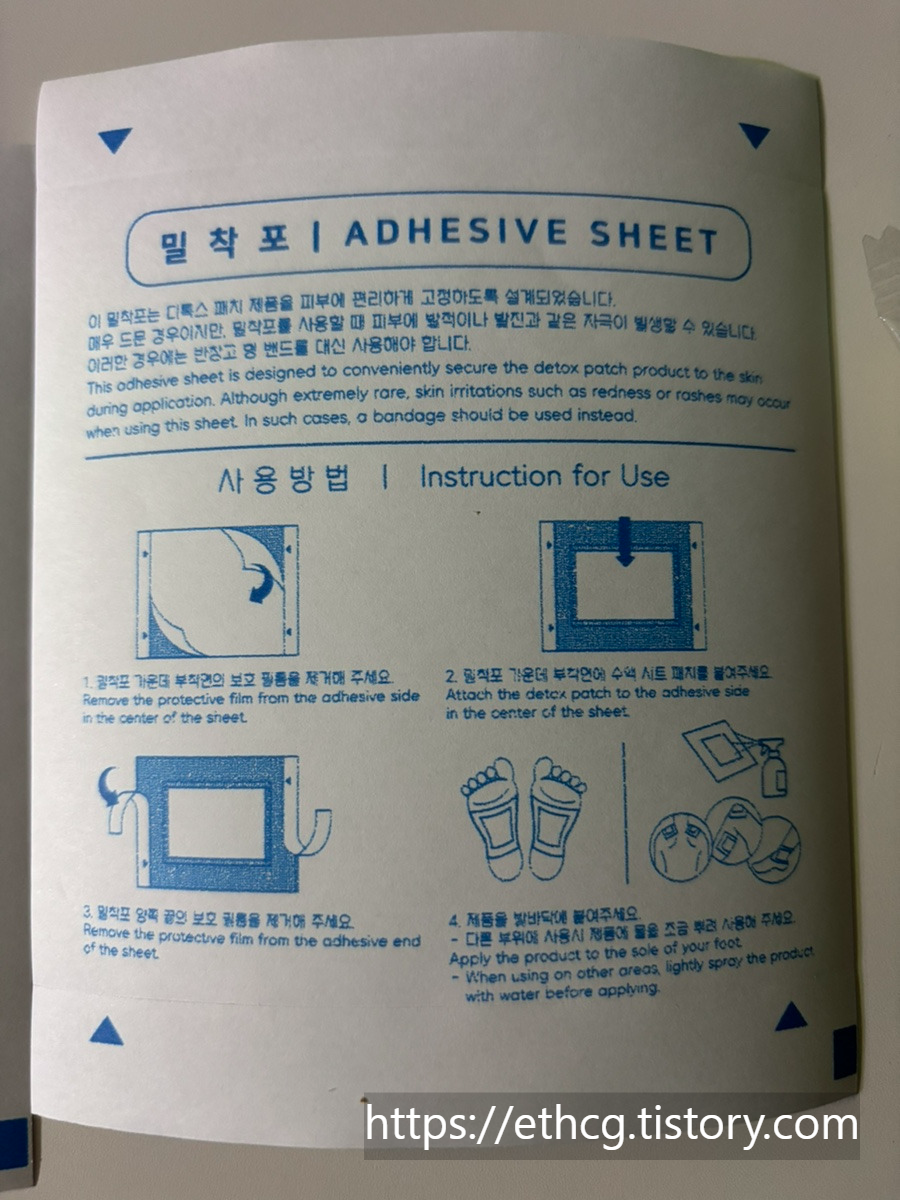 밀착포 | ADHESIVE SHEET
이 밀착포는 디톡스 패치 제품을 피부에 편리하게 고정하도록 설계되었습니다.
매우 드문 경우이지만, 밀착포를 사용할 때 피부에 발적이나 발진과 같은 자극이 발생할 수 있습니다.
이러한 경우에는 반창고 형 밴드를 대신 사용해야 합니다.
This adhesive sheet is designed to conveniently secure the detox patch product to the skin
during application. Although extremely rare, skin irritations such as redness or rashes may occur
when using this sheet. In such cases, a bandage should be used instead.
사용방법 | Instruction for Use
1. 밀착포 가운데 부착면의 보호 필름을 제거해 주세요.
Remove the protective film from the adhesive side
in the center of the sheet.
2. 밀착포 가운데 부착면에 수액 시트 패치를 붙여주세요.
Attach the detox patch to the adhesive side
in the center of the sheet.
3. 밀착포 양쪽 끝의 보호 필름을 제거해 주세요.
Remove the protective film from the adhesive end
of the sheet.
4. 제품을 발바닥에 붙여주세요.
- 다른 부위에 사용시 제품에 물을 조금 뿌려 사용해 주세요.
Apply the product to the sole of your foot.
- When using on other areas, lightly spray the product
with water before applying.
https://ethcg.tistory.com